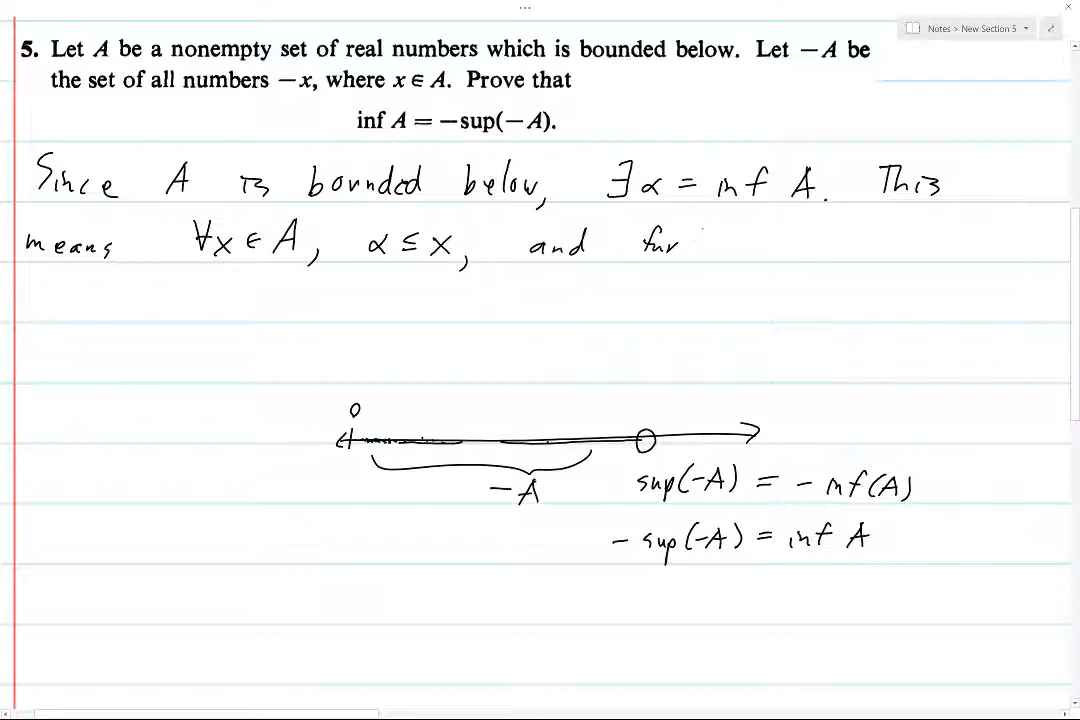 ...
Notes > New Section 5
5. Let A be a nonempty set of real numbers which is bounded below. Let −A be
the set of all numbers −x, where x ∈ A. Prove that
inf A = −sup(−A).
Since A is bounded below, ∃ α = inf A. This
means ∀x ∈ A, α ≤ x, and fur
0
−A
sup(−A) = − inf(A)
− sup(−A) = inf A